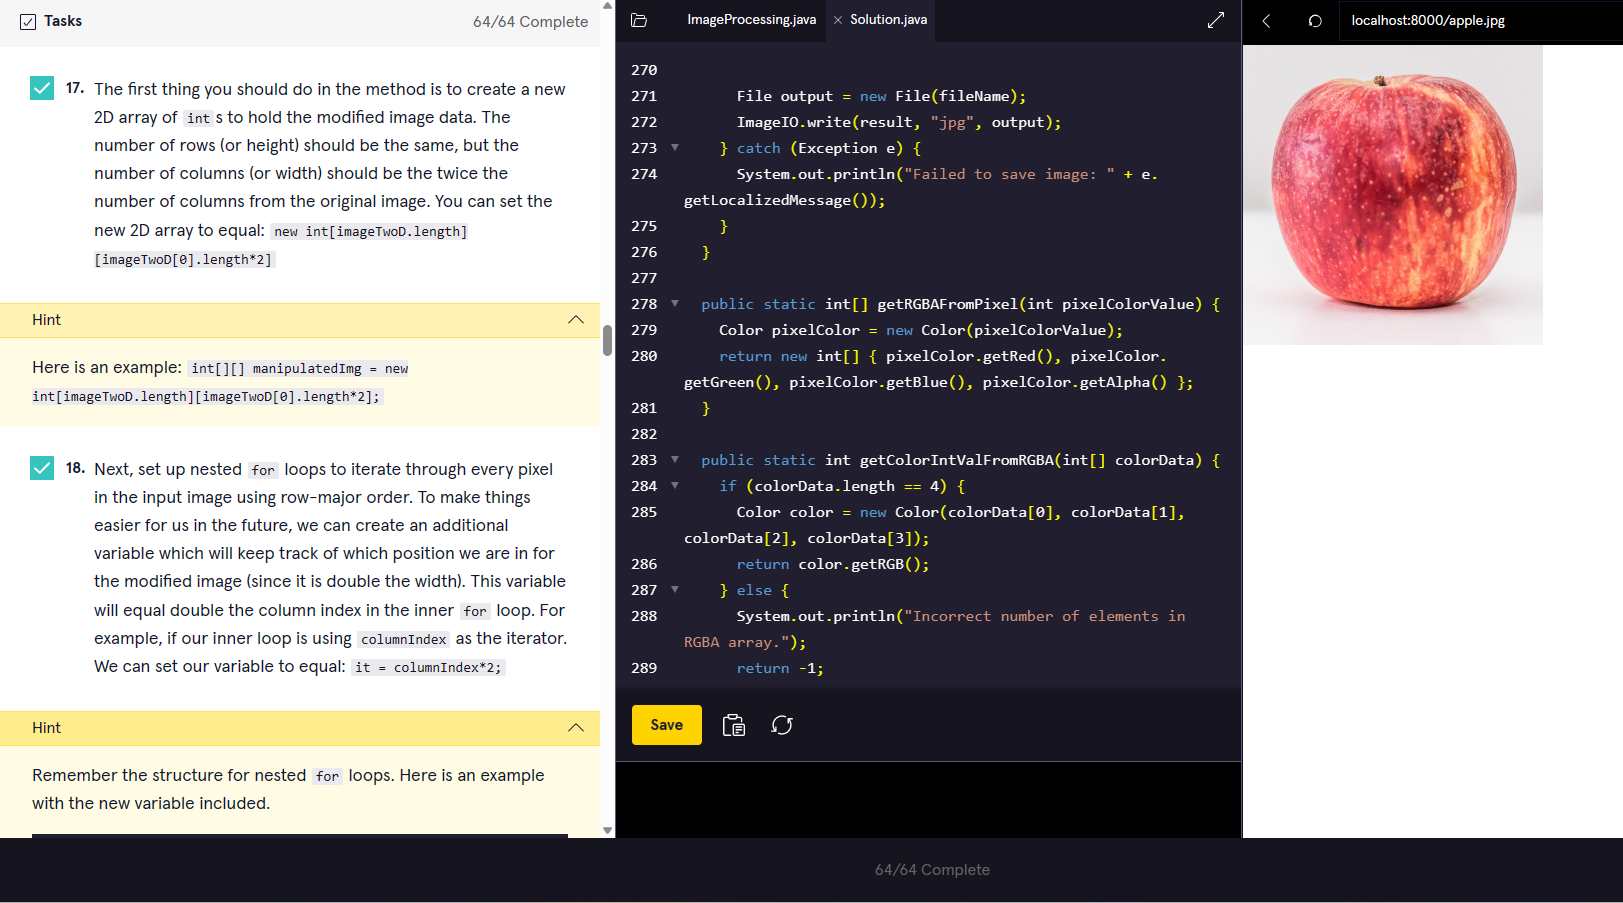 Tasks
64/64 Complete
17. The first thing you should do in the method is to create a new
2D array of int s to hold the modified image data. The
number of rows (or height) should be the same, but the
number of columns (or width) should be the twice the
number of columns from the original image. You can set the
new 2D array to equal: new int[imageTwoD.length]
[imageTwoD[0].length*2]
Hint
Here is an example: int[][] manipulatedImg = new
int[imageTwoD.length][imageTwoD[0].length*2];
18. Next, set up nested for loops to iterate through every pixel
in the input image using row-major order. To make things
easier for us in the future, we can create an additional
variable which will keep track of which position we are in for
the modified image (since it is double the width). This variable
will equal double the column index in the inner for loop. For
example, if our inner loop is using columnIndex as the iterator.
We can set our variable to equal: it = columnIndex*2;
Hint
Remember the structure for nested for loops. Here is an example
with the new variable included.
ImageProcessing.java
Solution.java
270
271 File output = new File(fileName);
272 ImageIO.write(result, "jpg", output);
273 } catch (Exception e) {
274 System.out.println("Failed to save image: " + e.
getLocalizedMessage());
275 }
276 }
277
278 public static int[] getRGBAFromPixel(int pixelColorValue) {
279 Color pixelColor = new Color(pixelColorValue);
280 return new int[] { pixelColor.getRed(), pixelColor.
getGreen(), pixelColor.getBlue(), pixelColor.getAlpha() };
281 }
282
283 public static int getColorIntValFromRGBA(int[] colorData) {
284 if (colorData.length == 4) {
285 Color color = new Color(colorData[0], colorData[1],
colorData[2], colorData[3]);
286 return color.getRGB();
287 } else {
288 System.out.println("Incorrect number of elements in
RGBA array.");
289 return -1;
Save
localhost:8000/apple.jpg
64/64 Complete